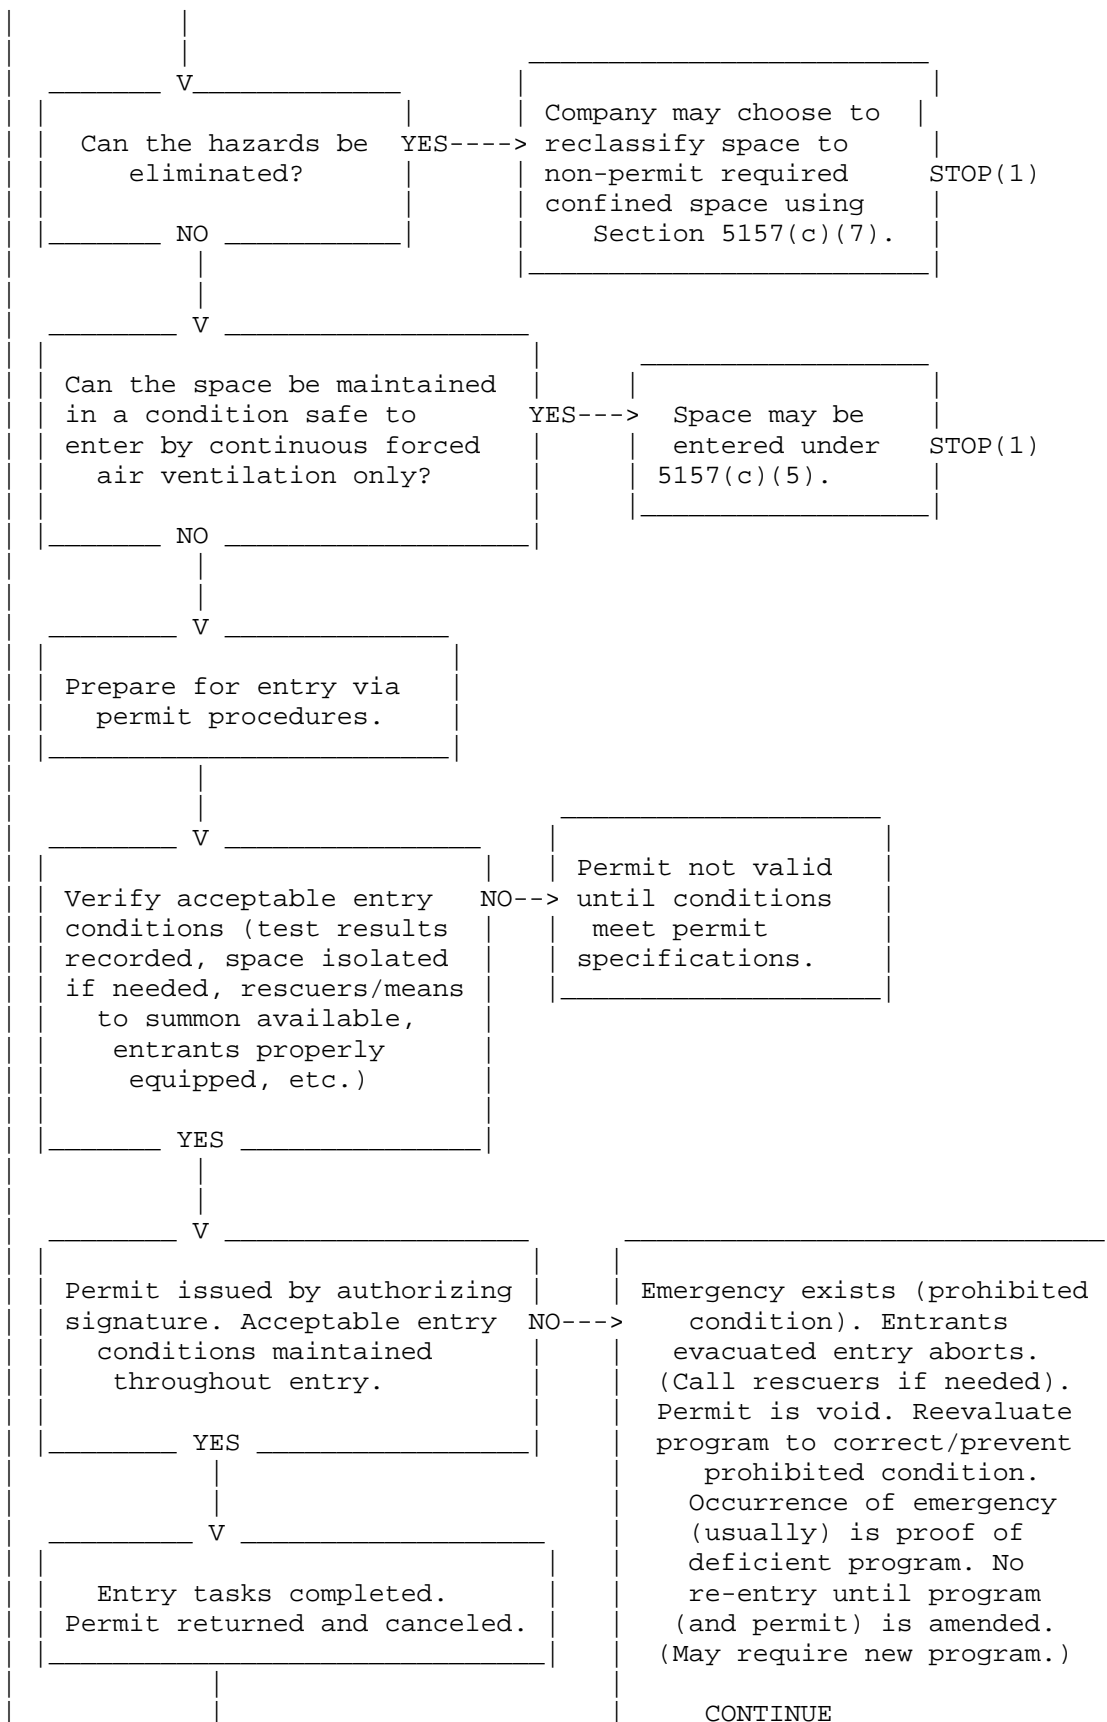 Can the hazards be eliminated?
YES---->
NO
Company may choose to
reclassify space to
non-permit required
confined space using
Section 5157(c)(7).
STOP(1)
V
Can the space be maintained
in a condition safe to
enter by continuous forced
air ventilation only?
YES--->
NO
Space may be
entered under
5157(c)(5).
STOP(1)
V
Prepare for entry via
permit procedures.
V
Verify acceptable entry
conditions (test results
recorded, space isolated
if needed, rescuers/means
to summon available,
entrants properly
equipped, etc.)
NO-->
YES
Permit not valid
until conditions
meet permit
specifications.
V
Permit issued by authorizing
signature. Acceptable entry
conditions maintained
throughout entry.
NO--->
YES
Emergency exists (prohibited
condition). Entrants
evacuated entry aborts.
(Call rescuers if needed).
Permit is void. Reevaluate
program to correct/prevent
prohibited condition.
Occurrence of emergency
(usually) is proof of
deficient program. No
re-entry until program
(and permit) is amended.
(May require new program.)
CONTINUE
V
Entry tasks completed.
Permit returned and canceled.